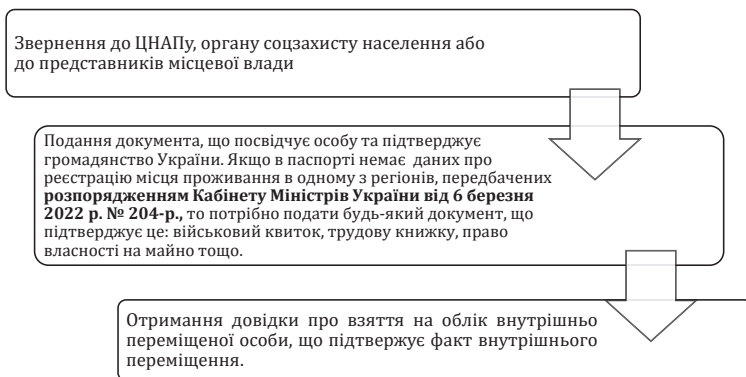 Звернення до ЦНАПу, органу соцзахисту населення або
до представників місцевої влади
Подання документа, що посвідчує особу та підтверджує
громадянство України. Якщо в паспорті немає даних про
реєстрацію місця проживання в одному з регіонів, передбачених
розпорядженням Кабінету Міністрів України від 6 березня
2022 р. № 204-р., то потрібно подати будь-який документ, що
підтверджує це: військовий квиток, трудову книжку, право
власності на майно тощо.
Отримання довідки про взяття на облік внутрішньо
переміщеної особи, що підтвержує факт внутрішнього
переміщення.